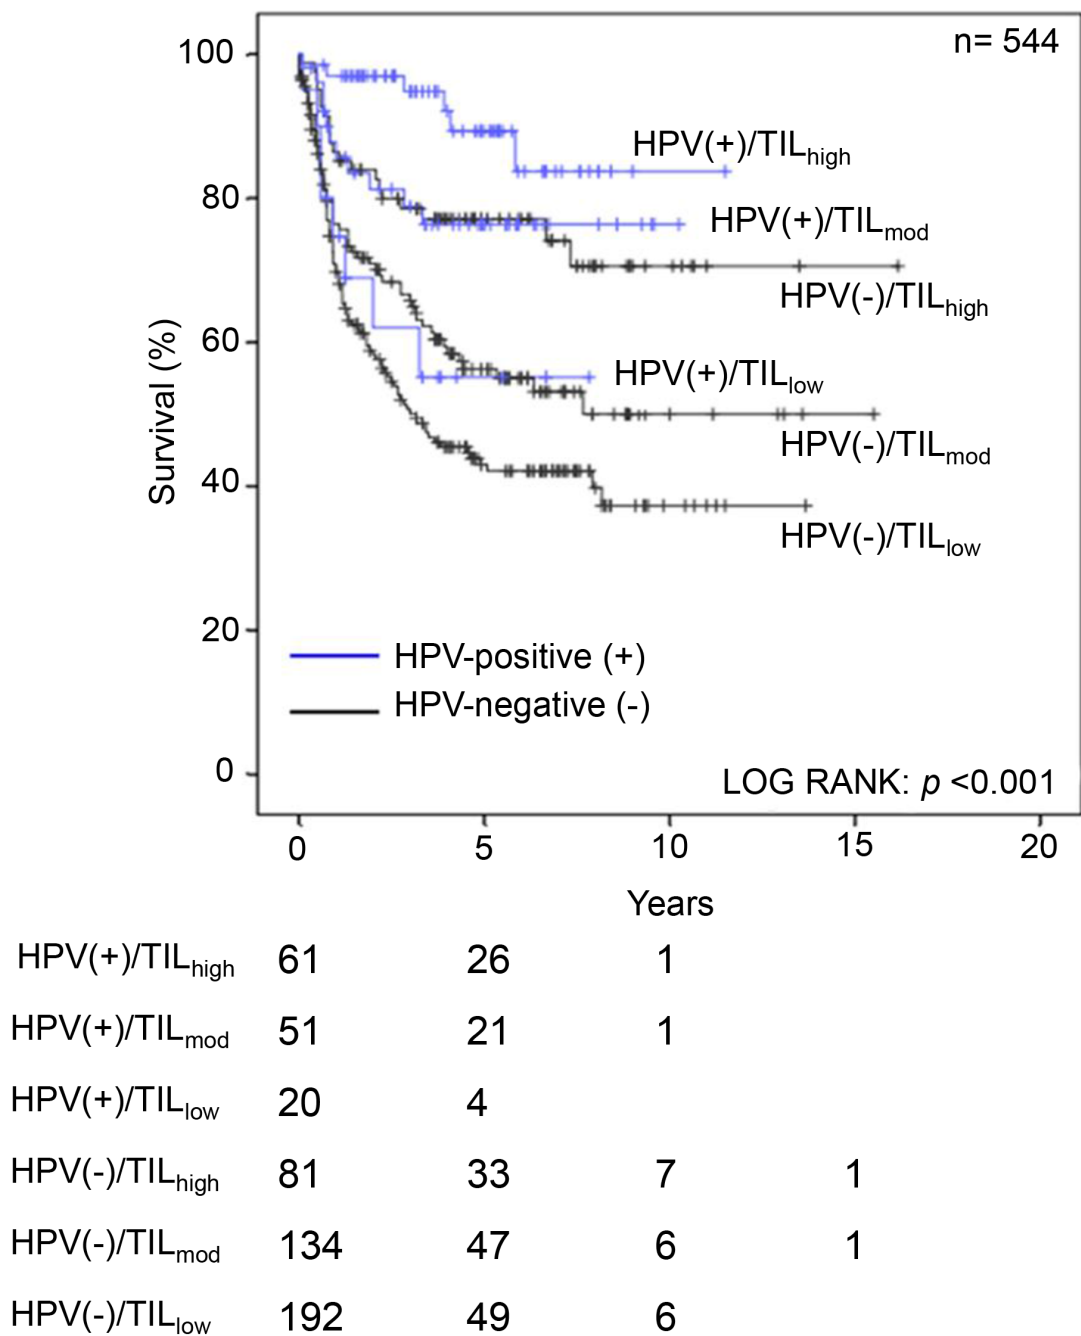 n= 544
100
80
60
40
20
0
Survival (%)
HPV(+)/TILhigh
HPV(+)/TILmod
HPV(-)/TILhigh
HPV(+)/TILlow
HPV(-)/TILmod
HPV(-)/TILlow
HPV-positive (+)
HPV-negative (-)
LOG RANK: p <0.001
0 5 10 15 20
Years
HPV(+)/TILhigh 61 26 1
HPV(+)/TILmod 51 21 1
HPV(+)/TILlow 20 4
HPV(-)/TILhigh 81 33 7 1
HPV(-)/TILmod 134 47 6 1
HPV(-)/TILlow 192 49 6